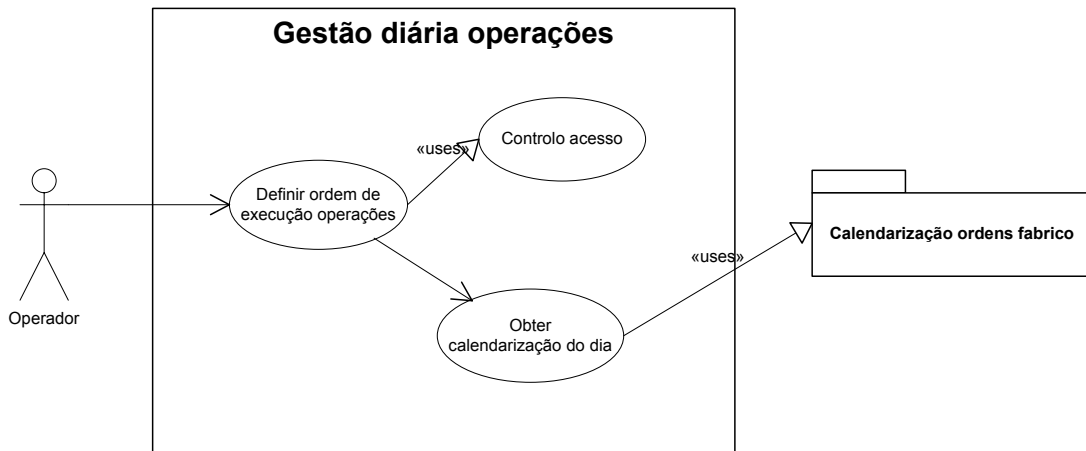 Gestão diária operações
Controlo acesso
«uses»
Definir ordem de
execução operações
Calendarização ordens fabrico
«uses»
Operador
Obter
calendarização do dia